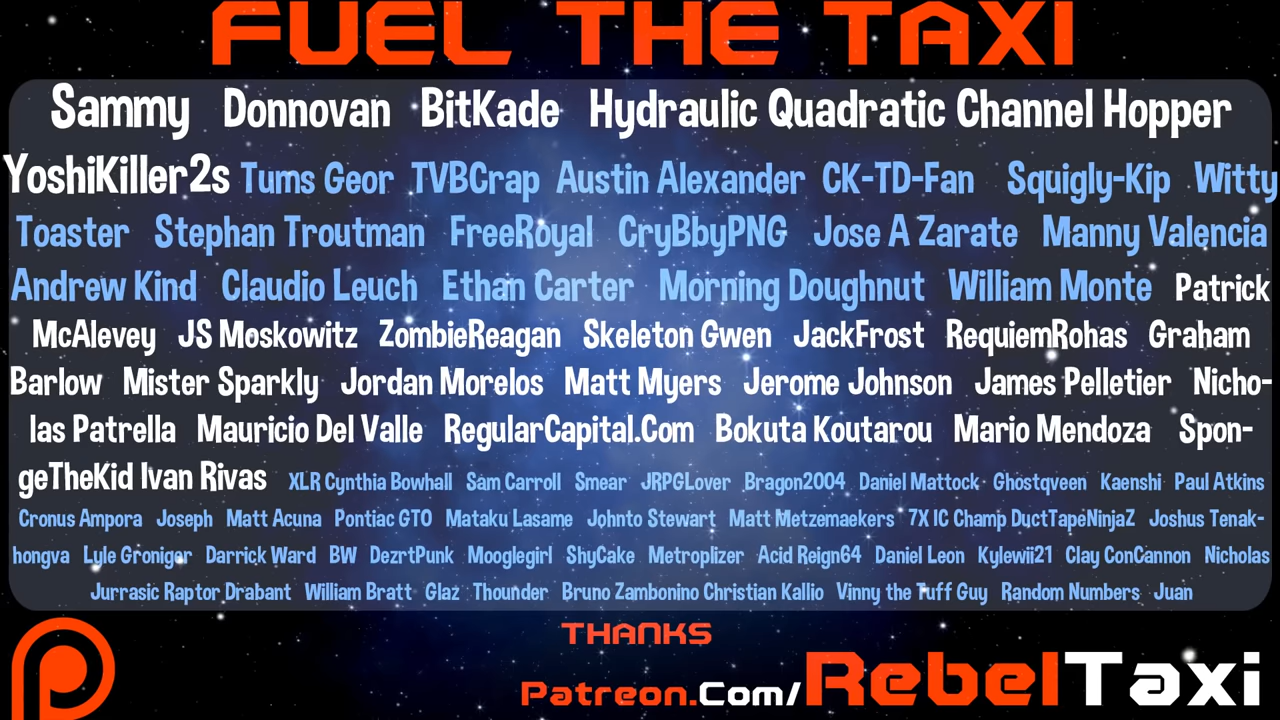 FUEL THE TAXI
Sammy Donnovan BitKade Hydraulic Quadratic Channel Hopper
YoshiKiller2s Tums Geor TVBCrap Austin Alexander CK-TD-Fan Squigly-Kip Witty
Toaster Stephan Troutman FreeRoyal CryBbyPNG Jose A Zarate Manny Valencia
Andrew Kind Claudio Leuch Ethan Carter Morning Doughnut William Monte Patrick
McAlevey JS Moskowitz ZombieReagan Skeleton Gwen JackFrost RequiemRohas Graham
Barlow Mister Sparkly Jordan Morelos Matt Myers Jerome Johnson James Pelletier Nicho-
las Patrella Mauricio Del Valle RegularCapital.Com Bokuta Koutarou Mario Mendoza Spon-
geTheKid Ivan Rivas XLR Cynthia Bowhall Sam Carroll Smear JRPGLover Bragon2004 Daniel Mattock Ghostqveen Kaenshi Paul Atkins
Cronus Ampora Joseph Matt Acuna Pontiac GTO Mataku Lasame Johnto Stewart Matt Metzemaekers 7X IC Champ DuctTapeNinjaZ Joshus Tenak-
hongva Lyle Groniger Darrick Ward BW DezrtPunk Mooglegirl ShyCake Metroplizer Acid Reign64 Daniel Leon Kylewii21 Clay ConCannon Nicholas
Jurrasic Raptor Drabant William Bratt Glaz Thounder Bruno Zambonino Christian Kallio Vinny the Tuff Guy Random Numbers Juan
THANKS
Patreon.Com/RebelTaxi